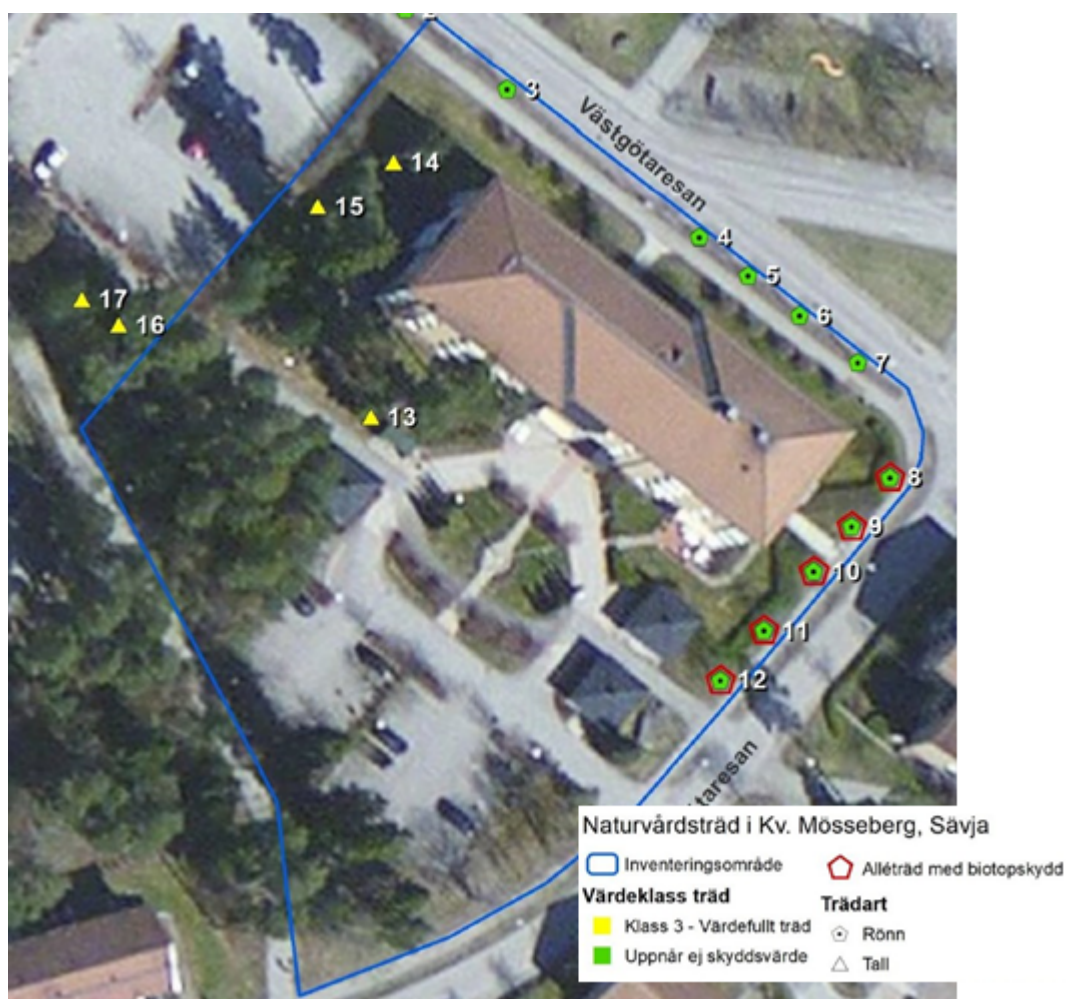 2
3
Västgötaresan
14
15
4
5
17
16
6
7
13
8
9
10
11
12
taresan
Naturvårdsträd i Kv. Mösseberg, Sävja
Inventeringsområde
Alléträd med biotopskydd
Värdeklass träd
Trädart
Klass 3 - Värdefullt träd
Rönn
Uppnår ej skyddsvärde
Tall